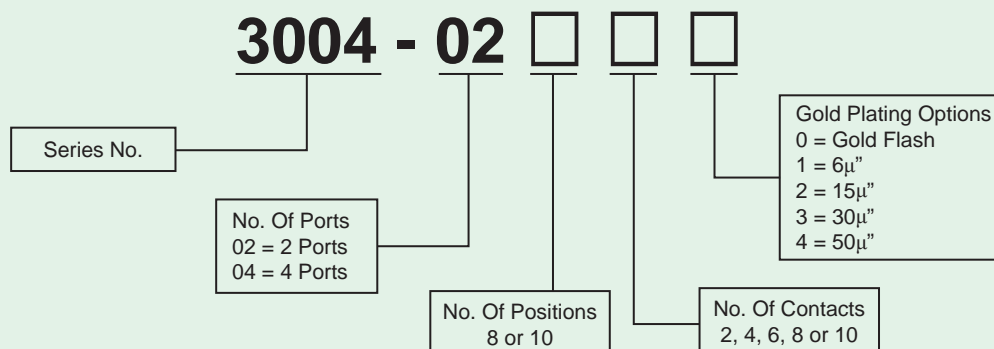 3004 - 02 □ □ □
Series No.
No. Of Ports
02 = 2 Ports
04 = 4 Ports
No. Of Positions
8 or 10
No. Of Contacts
2, 4, 6, 8 or 10
Gold Plating Options
0 = Gold Flash
1 = 6μ”
2 = 15μ”
3 = 30μ”
4 = 50μ”